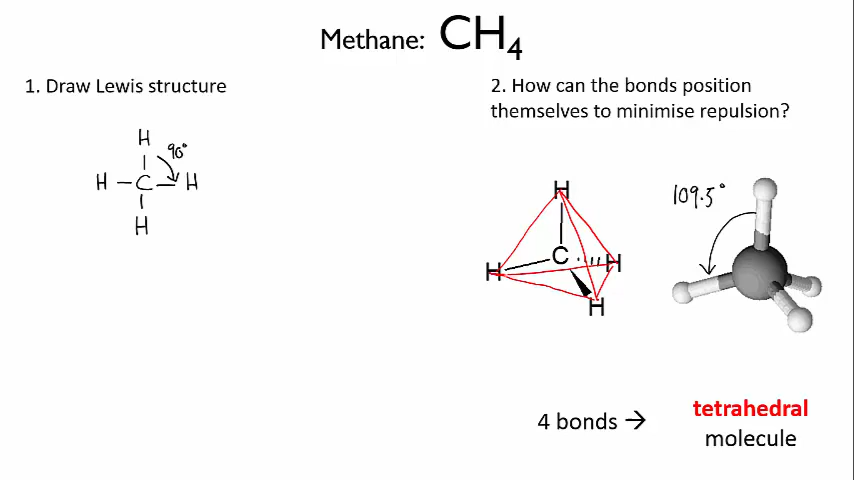 Methane: CH₄
1. Draw Lewis structure
H
90°
H – C – H
H
2. How can the bonds position
themselves to minimise repulsion?
H
C
H
H
H
109.5°
4 bonds → tetrahedral
molecule